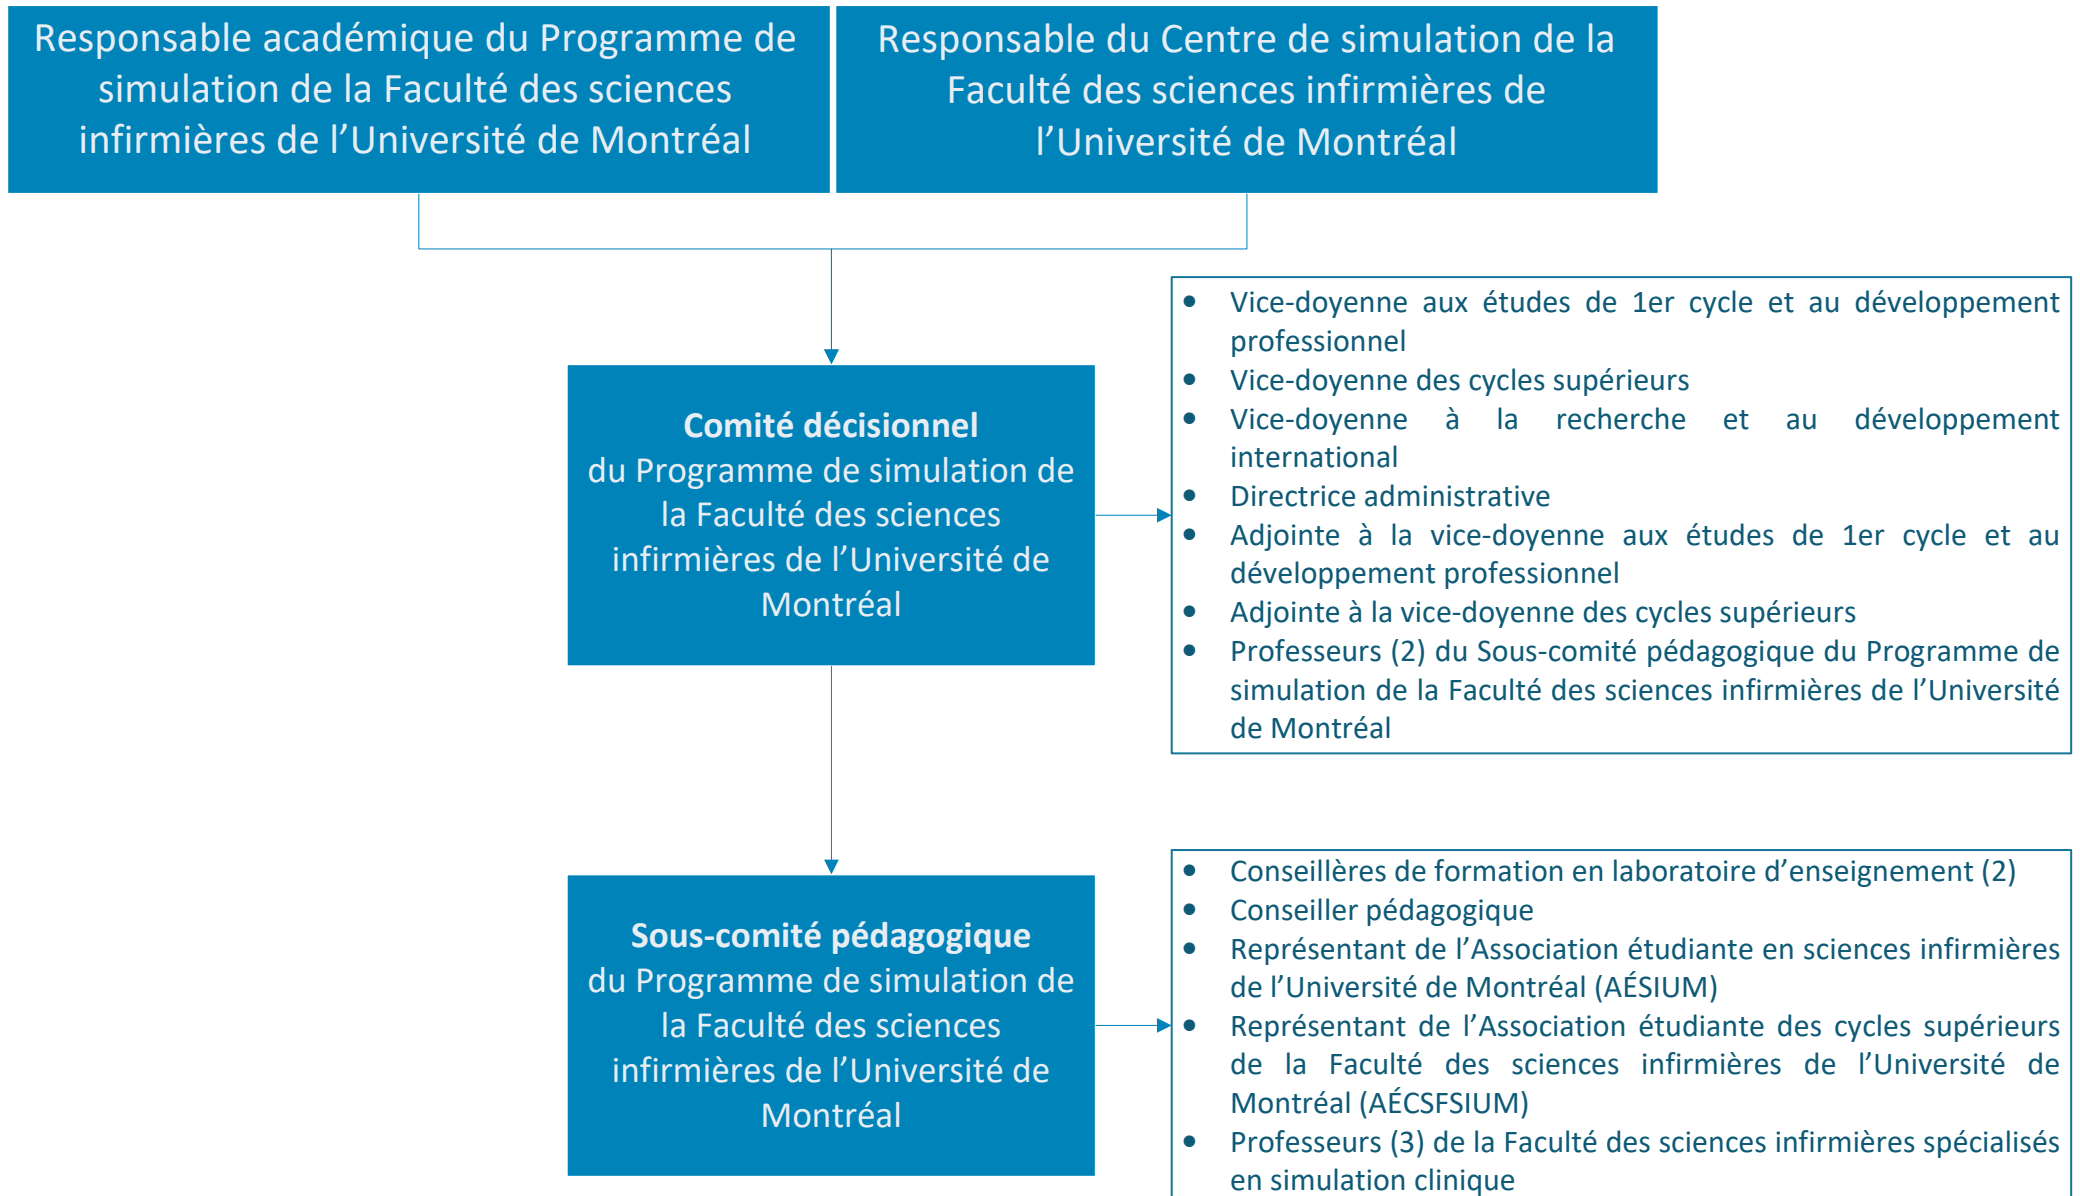 Responsable académique du Programme de
simulation de la Faculté des sciences
infirmières de l’Université de Montréal
Responsable du Centre de simulation de la
Faculté des sciences infirmières de
l’Université de Montréal
Comité décisionnel
du Programme de simulation de
la Faculté des sciences
infirmières de l’Université de
Montréal
• Vice-doyenne aux études de 1er cycle et au développement
professionnel
• Vice-doyenne des cycles supérieurs
• Vice-doyenne à la recherche et au développement
international
• Directrice administrative
• Adjointe à la vice-doyenne aux études de 1er cycle et au
développement professionnel
• Adjointe à la vice-doyenne des cycles supérieurs
• Professeurs (2) du Sous-comité pédagogique du Programme de
simulation de la Faculté des sciences infirmières de l’Université
de Montréal
Sous-comité pédagogique
du Programme de simulation de
la Faculté des sciences
infirmières de l’Université de
Montréal
• Conseillères de formation en laboratoire d’enseignement (2)
• Conseiller pédagogique
• Représentant de l’Association étudiante en sciences infirmières
de l’Université de Montréal (AÉSIUM)
• Représentant de l’Association étudiante des cycles supérieurs
de la Faculté des sciences infirmières de l’Université de
Montréal (AÉCSFSIUM)
• Professeurs (3) de la Faculté des sciences infirmières spécialisés
en simulation clinique